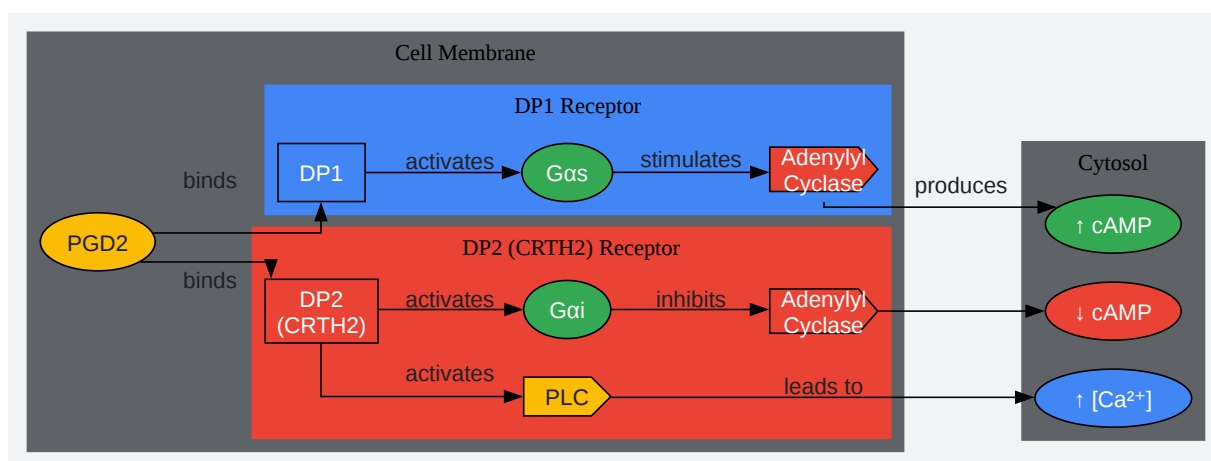 Cell Membrane
DP1 Receptor
binds
DP1
activates
Gαs
stimulates
Adenylyl
Cyclase
produces
Cytosol
↑ cAMP
PGD2
binds
DP2 (CRTH2) Receptor
DP2
(CRTH2)
activates
Gαi
inhibits
Adenylyl
Cyclase
↓ cAMP
activates
PLC
leads to
↑ [Ca²⁺]